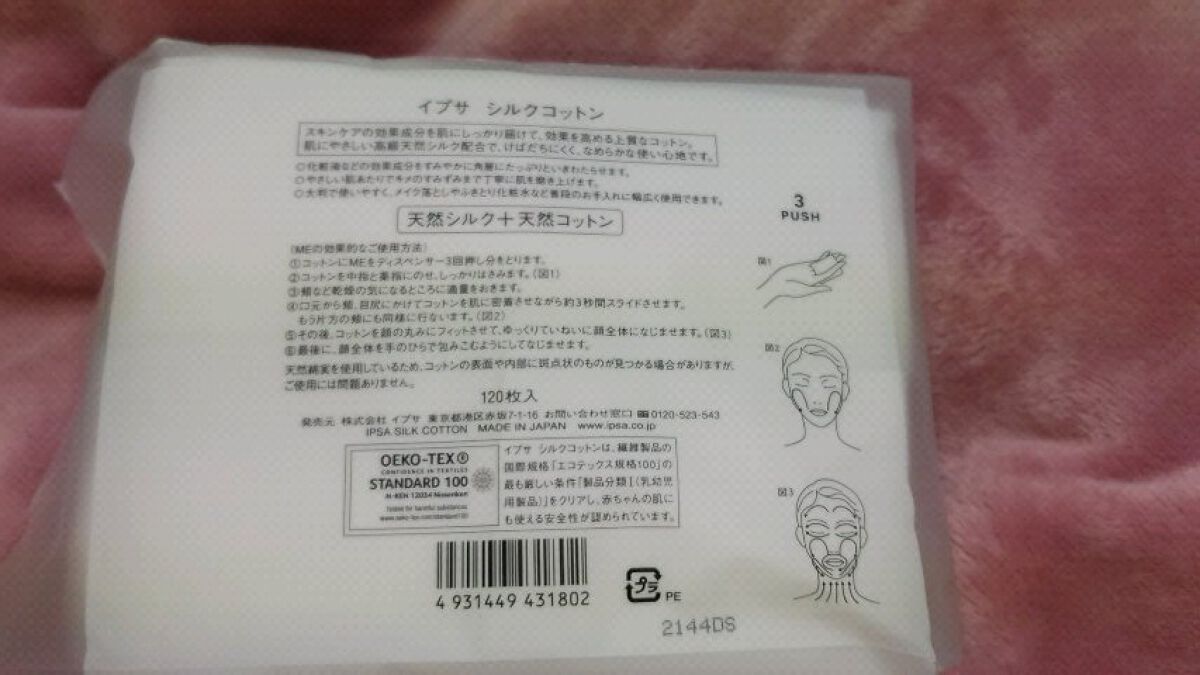 イプサ シルクコットン
スキンケアの効果成分を肌にしっかり届けて、効果を高める上質なコットン。
肌にやさしい高級天然シルク配合で、けばだちにくく、なめらかな使い心地です。
○化粧液などの効果成分をすみやかに角層にたっぷりといきわたらせます。
○やさしい肌あたりでキメのすみずみまで丁寧に肌を磨き上げます。
○大判で使いやすく、メイク落としやふきとり化粧水など普段のお手入れに幅広く使用できます。
天然シルク+天然コットン
〈MEの効果的なご使用方法〉
①コットンにMEをディスペンサー3回押し分をとります。
②コットンを中指と薬指にのせ、しっかりはさみます。(図1)
③頬など乾燥の気になるところに適量をおきます。
④口元から頬、目尻にかけてコットンを肌に密着させながら約3秒間スライドさせます。
もう片方の頬にも同様に行ないます。(図2)
⑤その後、コットンを顔の丸みにフィットさせて、ゆっくりていねいに顔全体になじませます。(図3)
⑥最後に、顔全体を手のひらで包みこむようにしてなじませます。
天然綿実を使用しているため、コットンの表面や内部に斑点状のものが見つかる場合がありますが、
ご使用には問題ありません。
120枚入
発売元 株式会社 イプサ 東京都港区赤坂7-1-16 お問い合わせ窓口 0120-523-543
IPSA SILK COTTON MADE IN JAPAN www.ipsa.co.jp
OEKO-TEX®
CONFIDENCE IN TEXTILES
STANDARD 100
H-KEN 12024 Nissenken
Tested for harmful substances
www.oeko-tex.com/standard100
イプサ シルクコットンは、繊維製品の
国際規格「エコテックス規格100」の
最も厳しい条件「製品分類Ⅰ(乳幼児
用製品)」をクリアし、赤ちゃんの肌に
も使える安全性が認められています。
4 931449 431802
プラ
PE
2144DS
3
PUSH
図1
図2
図3